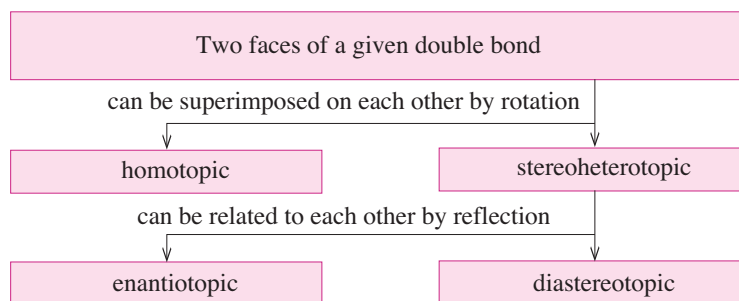 Two faces of a given double bond
can be superimposed on each other by rotation
homotopic
stereoheterotopic
can be related to each other by reflection
enantiotopic
diastereotopic